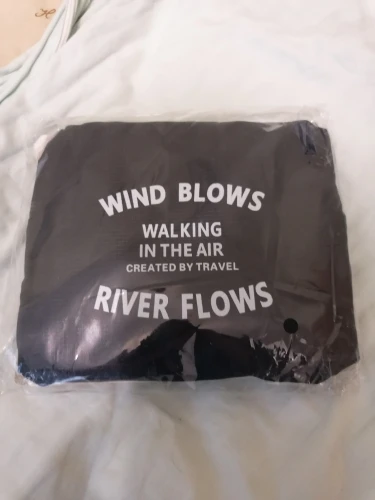 WIND BLOWS
WALKING
IN THE AIR
CREATED BY TRAVEL
RIVER FLOWS